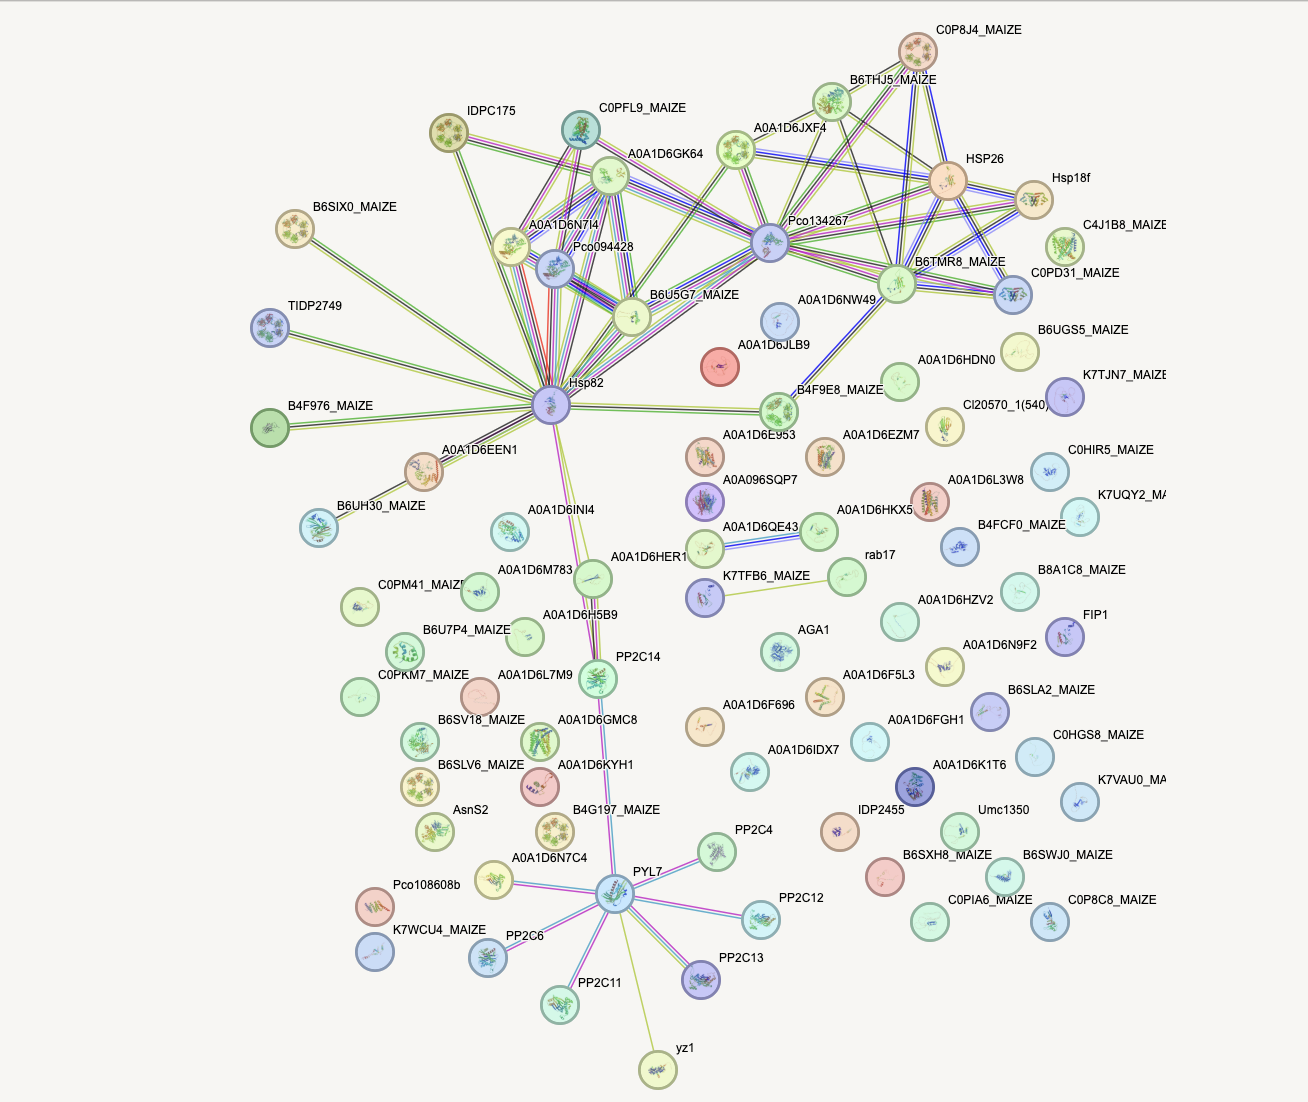 C0P8J4_MAIZE
B6THJ5_MAIZE
IDPC175
C0PFL9_MAIZE
A0A1D6JXF4
A0A1D6GK64
HSP26
Hsp18f
B6SIX0_MAIZE
A0A1D6N7I4
Pco134267
C4J1B8_MAIZE
Pco094428
B6TMR8_MAIZE
C0PD31_MAIZE
B6U5G7_MAIZE
A0A1D6NW49
TIDP2749
B6UGS5_MAIZE
A0A1D6JLB9
A0A1D6HDN0
K7TJN7_MAIZE
Hsp82
B4F9E8_MAIZE
B4F976_MAIZE
Cl20570_1(540)
A0A1D6E953
A0A1D6EZM7
A0A1D6EEN1
C0HIR5_MAIZE
A0A096SQP7
A0A1D6L3W8
K7UQY2_MA
B6UH30_MAIZE
A0A1D6INI4
A0A1D6HKX5
A0A1D6QE43
B4FCF0_MAIZE
A0A1D6HER1
rab17
A0A1D6M783
K7TFB6_MAIZE
B8A1C8_MAIZE
C0PM41_MAIZE
A0A1D6HZV2
A0A1D6H5B9
FIP1
B6U7P4_MAIZE
AGA1
A0A1D6N9F2
PP2C14
C0PKM7_MAIZE
A0A1D6L7M9
A0A1D6F5L3
B6SLA2_MAIZE
A0A1D6F696
B6SV18_MAIZE
A0A1D6GMC8
A0A1D6FGH1
C0HGS8_MAIZE
A0A1D6IDX7
B6SLV6_MAIZE
A0A1D6KYH1
A0A1D6K1T6
K7VAU0_MA
AsnS2
B4G197_MAIZE
IDP2455
Umc1350
PP2C4
A0A1D6N7C4
B6SXH8_MAIZE
B6SWJ0_MAIZE
PYL7
Pco108608b
PP2C12
C0PIA6_MAIZE
C0P8C8_MAIZE
K7WCU4_MAIZE
PP2C6
PP2C13
PP2C11
yz1